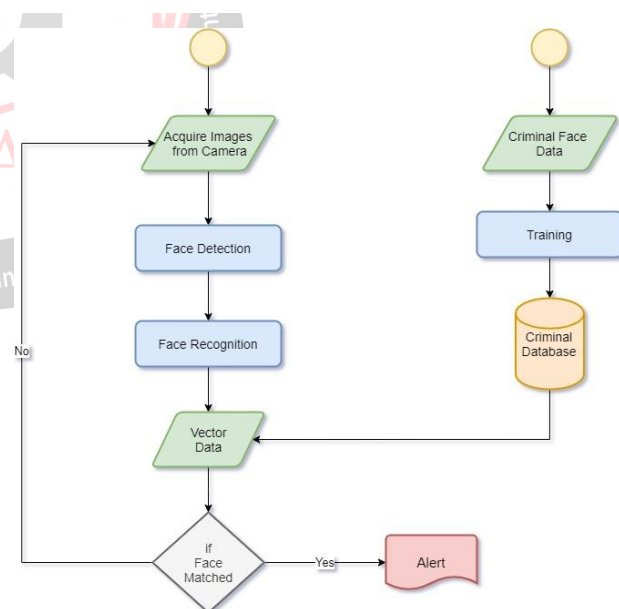 Acquire Images
from Camera
Criminal Face
Data
Face Detection
Training
Face Recognition
Criminal
Database
No
Vector
Data
if
Face
Matched
Yes
Alert